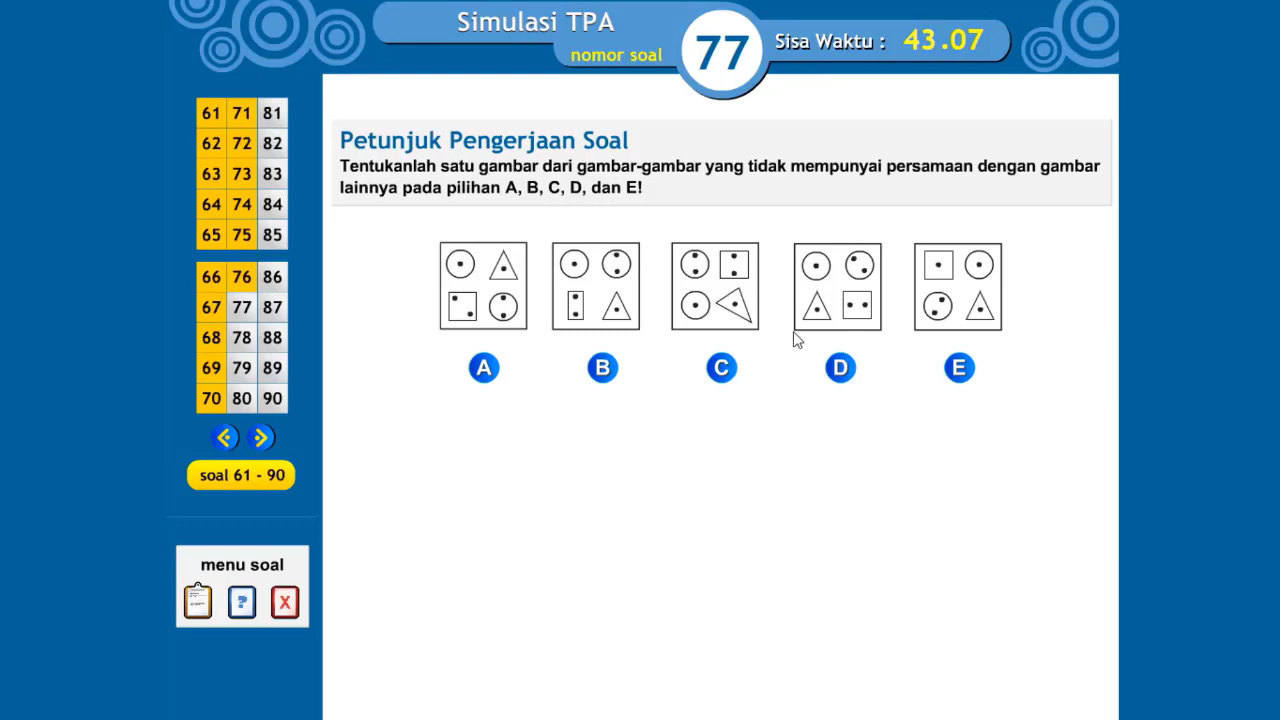 Simulasi TPA
nomor soal
77
Sisa Waktu : 43.07
61 71 81
62 72 82
63 73 83
64 74 84
65 75 85
66 76 86
67 77 87
68 78 88
69 79 89
70 80 90
soal 61 - 90
menu soal
?
X
Petunjuk Pengerjaan Soal
Tentukanlah satu gambar dari gambar-gambar yang tidak mempunyai persamaan dengan gambar
lainnya pada pilihan A, B, C, D, dan E!
A B C D E